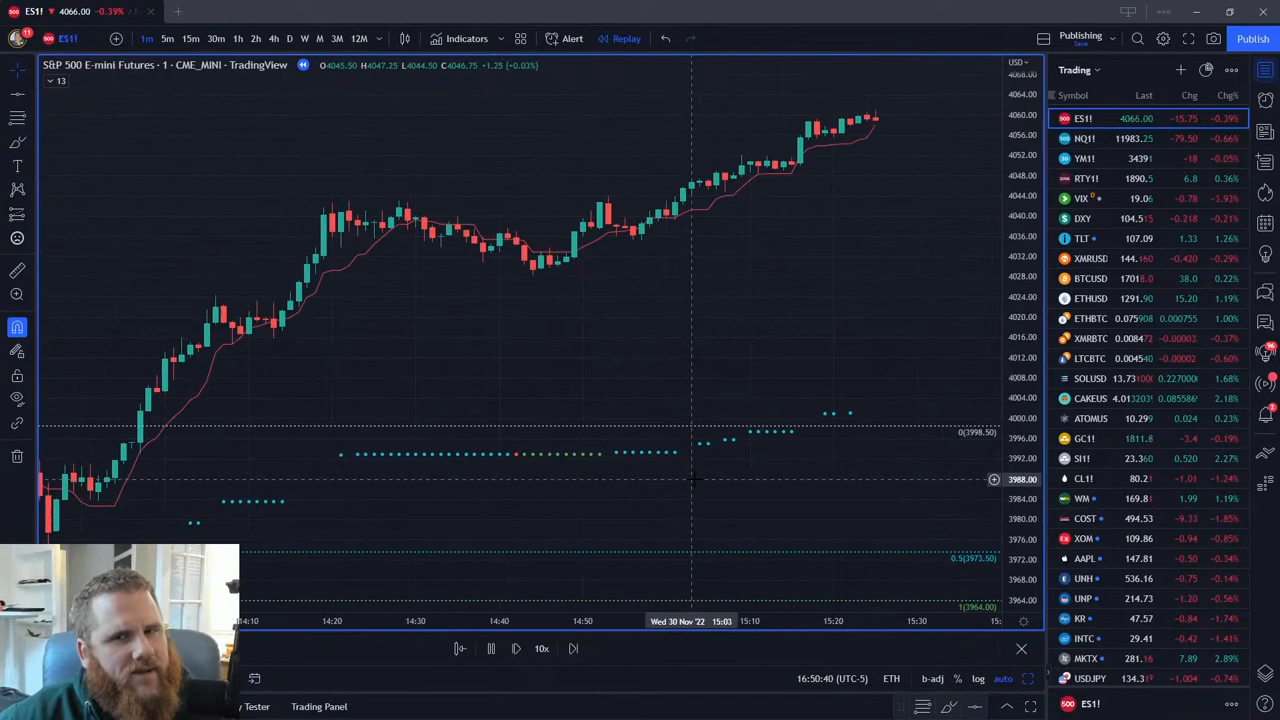 ES1! ▼ 4066.00 −0.39%
11 ES1! 1m 5m 15m 30m 1h 2h 4h D W M 3M 12M Indicators Alert Replay Publishing Save Publish
S&P 500 E-mini Futures · 1 · CME_MINI · TradingView O4045.50 H4047.25 L4044.50 C4046.75 +1.25 (+0.03%)
13
USD
4068.00
4064.00
4060.00
4056.00
4052.00
4048.00
4044.00
4040.00
4036.00
4032.00
4028.00
4024.00
4020.00
4016.00
4012.00
4008.00
4004.00
4000.00
3996.00
3992.00
3988.00
3984.00
3980.00
3976.00
3972.00
3968.00
3964.00
0(3998.50)
0.5(3973.50)
1(3964.00)
14:10 14:20 14:30 14:40 14:50 Wed 30 Nov '22 15:03 15:10 15:20 15:30 15:
10x
16:50:40 (UTC-5) ETH b-adj % log auto
y Tester Trading Panel
Trading
Symbol Last Chg Chg%
ES1! 4066.00 −15.75 −0.39%
NQ1! 11983.25 −79.50 −0.66%
YM1! 34391 −18 −0.05%
RTY1! 1890.5 6.8 0.36%
VIX D 19.06 −0.78 −3.93%
DXY 104.515 −0.218 −0.21%
TLT 107.09 1.33 1.26%
XMRUSD 144.160 −0.420 −0.29%
BTCUSD 17018.0 38.0 0.22%
ETHUSD 1291.90 15.20 1.19%
ETHBTC 0.075908 0.000755 1.00%
XMRBTC 0.008472 −0.00003 −0.37%
LTCBTC 0.004540 −0.00002 −0.60%
SOLUSD 13.731000 0.227000 1.68%
CAKEUS 4.013203 0.085586 2.18%
ATOMUS 10.299 0.024 0.23%
GC1! 1811.8 −3.4 −0.19%
SI1! 23.360 0.520 2.27%
CL1! 80.21 −1.01 −1.24%
WM 169.81 1.99 1.19%
COST 494.53 −9.33 −1.85%
XOM 109.86 −0.94 −0.85%
AAPL 147.81 −0.50 −0.34%
UNH 536.16 −0.75 −0.14%
UNP 214.73 −1.20 −0.56%
KR 47.57 −0.84 −1.74%
INTC 29.41 −0.42 −1.41%
MKTX 281.16 7.89 2.89%
USDJPY 134.31 −1.004 −0.74%
ES1!
96
2